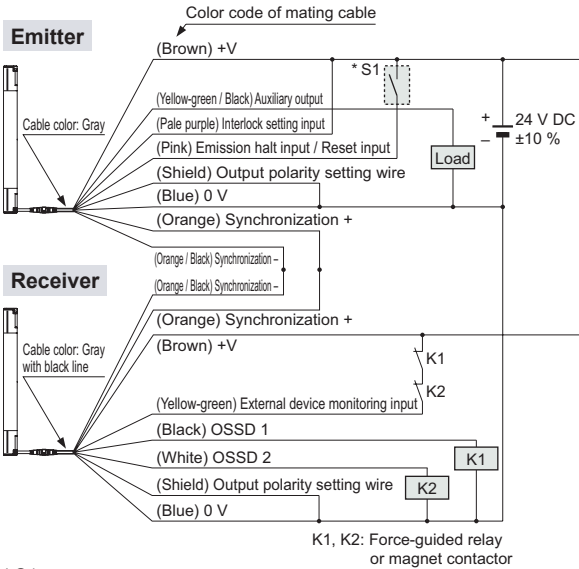 Color code of mating cable
Emitter
(Brown) +V
* S1
(Yellow-green / Black) Auxiliary output
+
24 V DC
Cable color: Gray
(Pale purple) Interlock setting input
–
±10 %
(Pink) Emission halt input / Reset input
Load
(Shield) Output polarity setting wire
(Blue) 0 V
(Orange) Synchronization +
(Orange / Black) Synchronization –
Receiver
(Orange / Black) Synchronization –
(Orange) Synchronization +
Cable color: Gray
with black line
(Brown) +V
K1
K2
(Yellow-green) External device monitoring input
(Black) OSSD 1
(White) OSSD 2
K1
(Shield) Output polarity setting wire
K2
(Blue) 0 V
K1, K2: Force-guided relay
or magnet contactor